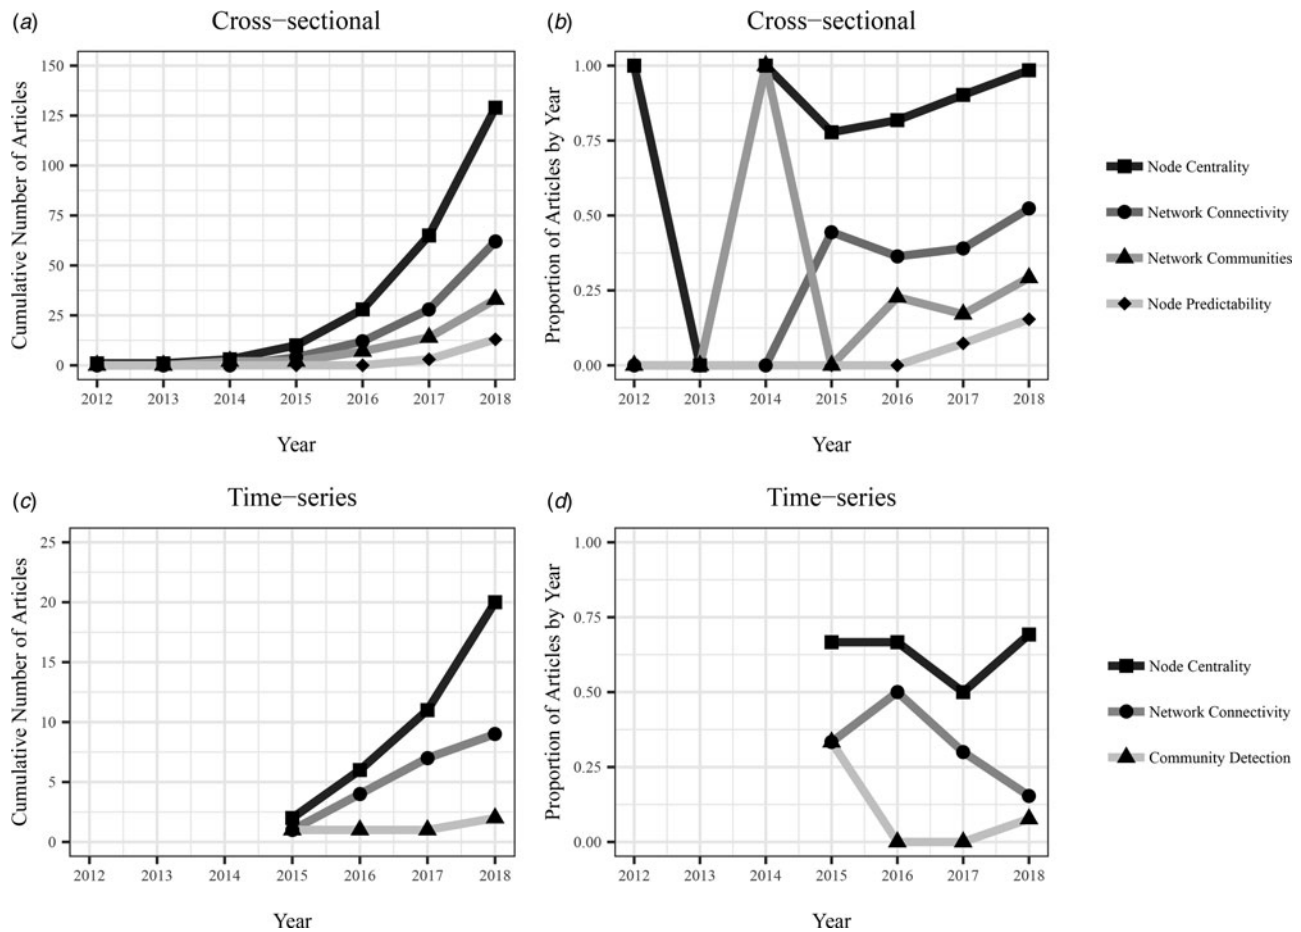 (a) Cross−sectional
Cumulative Number of Articles
150
125
100
75
50
25
0
2012 2013 2014 2015 2016 2017 2018
Year
(b) Cross−sectional
Proportion of Articles by Year
1.00
0.75
0.50
0.25
0.00
2012 2013 2014 2015 2016 2017 2018
Year
Node Centrality
Network Connectivity
Network Communities
Node Predictability
(c) Time−series
Cumulative Number of Articles
25
20
15
10
5
0
2012 2013 2014 2015 2016 2017 2018
Year
(d) Time−series
Proportion of Articles by Year
1.00
0.75
0.50
0.25
0.00
2012 2013 2014 2015 2016 2017 2018
Year
Node Centrality
Network Connectivity
Community Detection